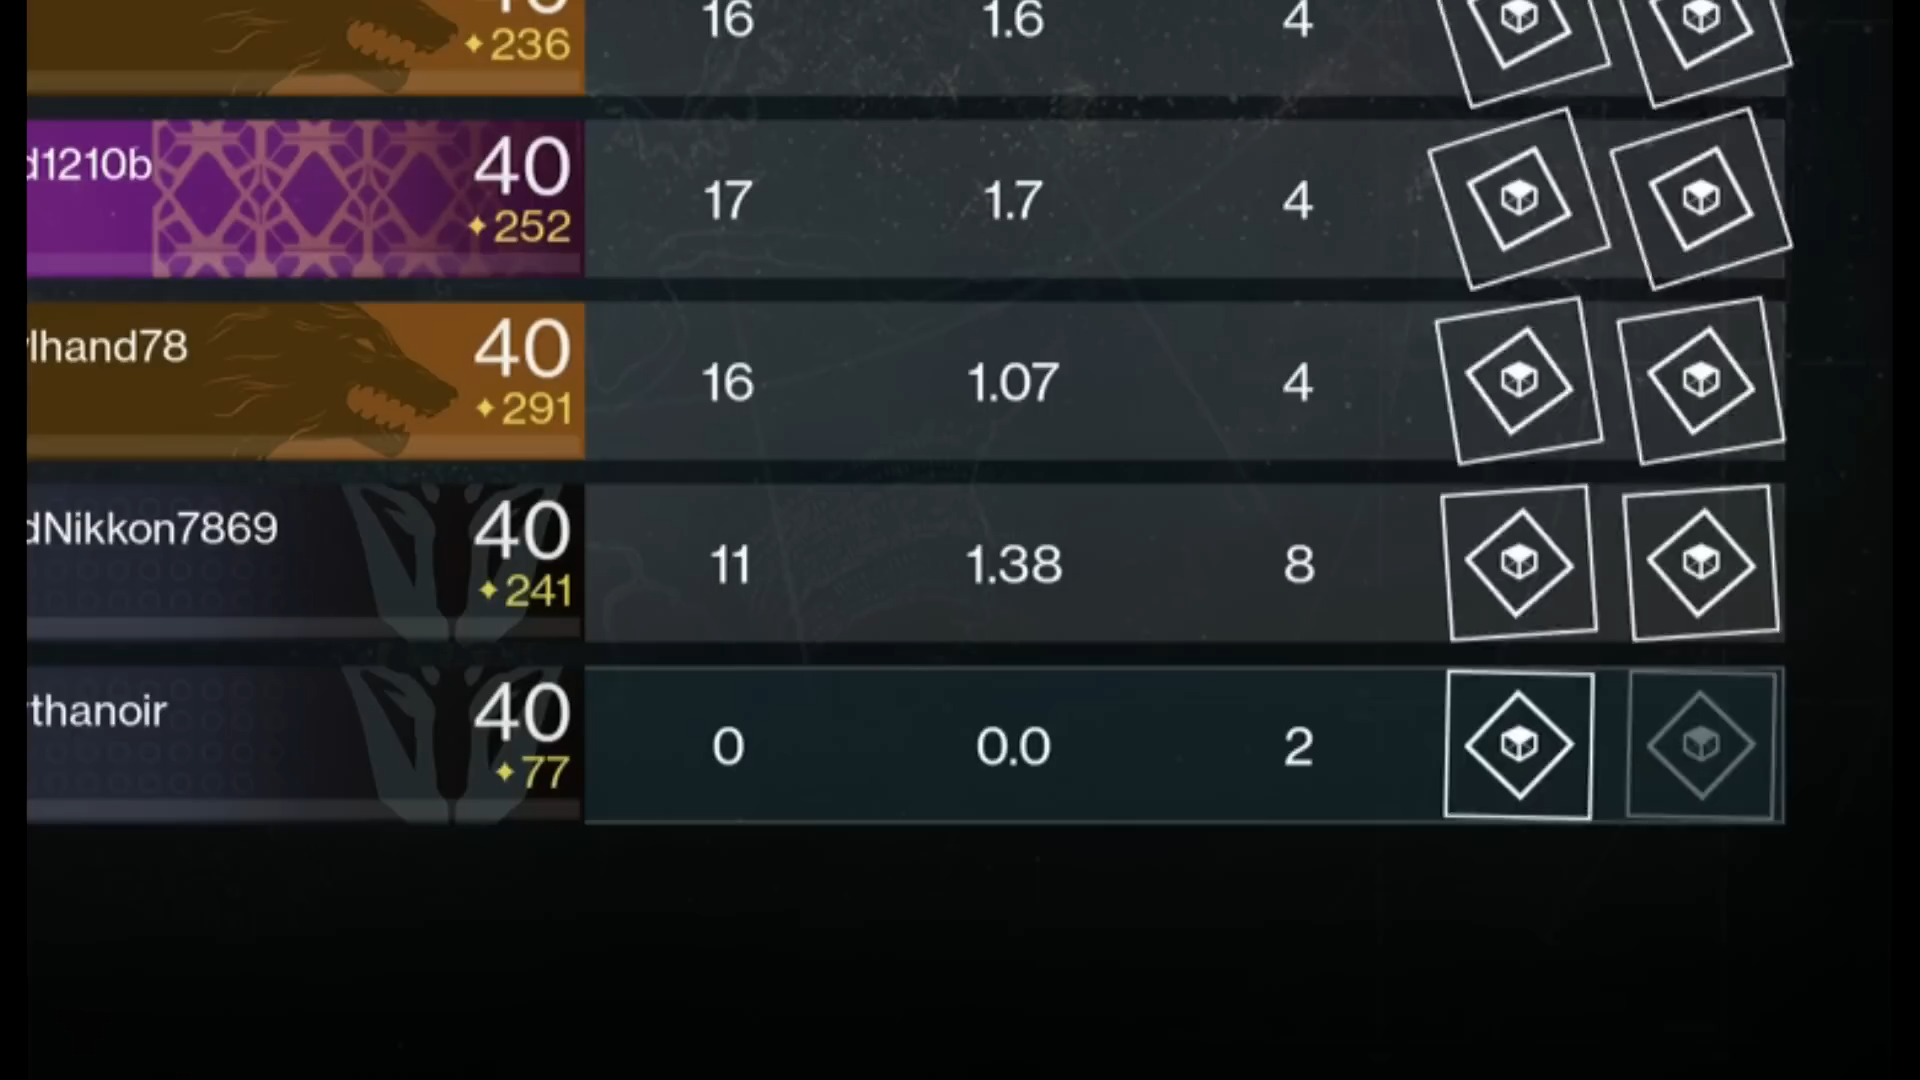 ✦236 16 1.6 4
d1210b 40 17 1.7 4
✦252
lhand78 40 16 1.07 4
✦291
dNikkon7869 40 11 1.38 8
✦241
thanoir 40 0 0.0 2
✦77